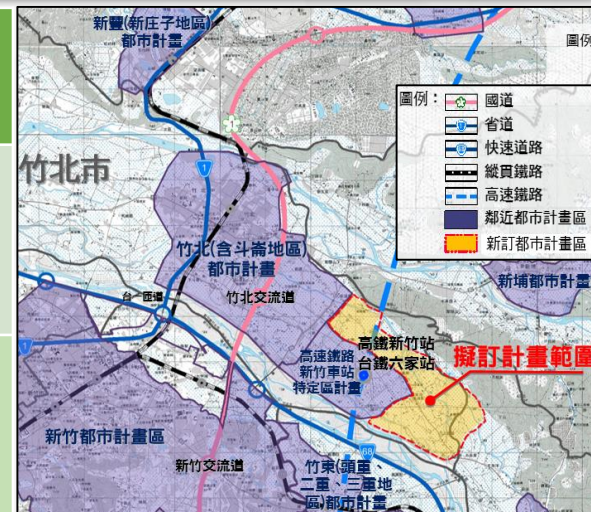 新豐(新庄子地區)
都市計畫
圖例
圖例：
國道
省道
快速道路
縱貫鐵路
高速鐵路
鄰近都市計畫區
新訂都市計畫區
竹北市
1
竹北(含斗崙地區)
都市計畫
新埔都市計畫
台一匝道
竹北交流道
1
高鐵新竹站
台鐵六家站
擬訂計畫範圍
高速鐵路
新竹車站
特定區計畫
新竹都市計畫區
新竹交流道
68
竹東(頭重、
二重、三重地
區)都市計畫